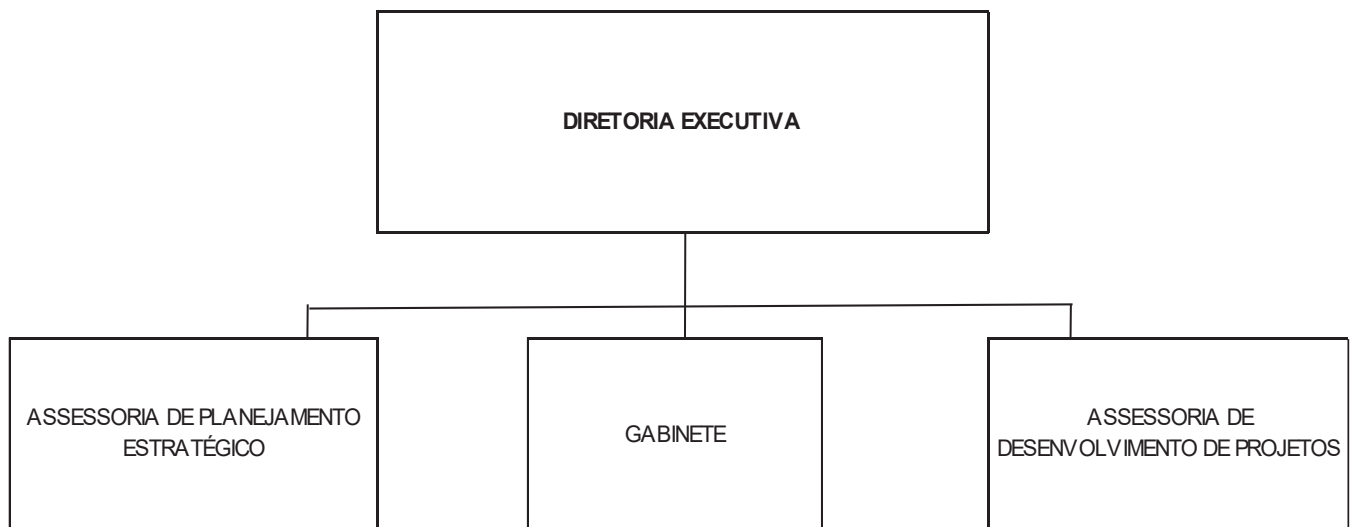 DIRETORIA EXECUTIVA
ASSESSORIA DE PLANEJAMENTO
ESTRATÉGICO
GABINETE
ASSESSORIA DE
DESENVOLVIMENTO DE PROJETOS